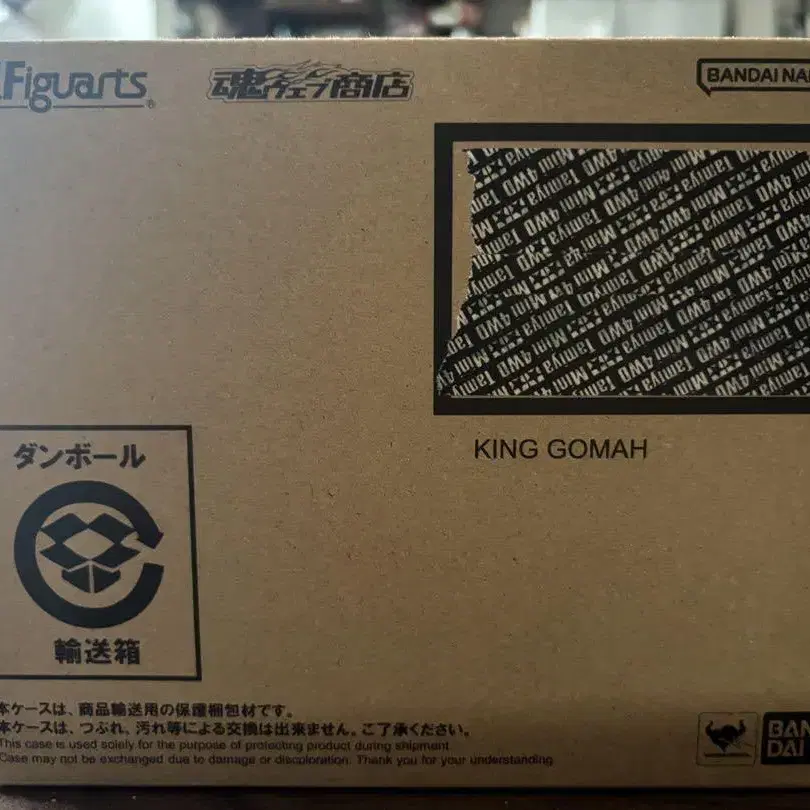 Figuarts
魂ウェブ商店
BANDAI NA
Tamiya Mini 4WD
KING GOMAH
ダンボール
輸送箱
本ケースは、商品輸送用の保護梱包材です。
本ケースは、つぶれ、汚れ等による交換は出来ません。ご了承ください。
This case is used solely for the purpose of protecting product during shipment.
Case may not be exchanged due to damage or discoloration. Thank you for your understanding.
BAN
DAI